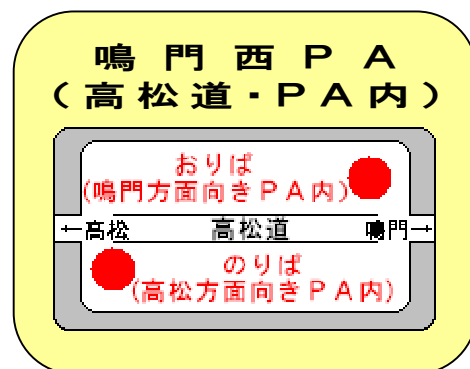 鳴門西PA
(高松道・PA内)
おりば
(鳴門方面向きPA内)
←高松 高松道 鳴門→
のりば
(高松方面向きPA内)